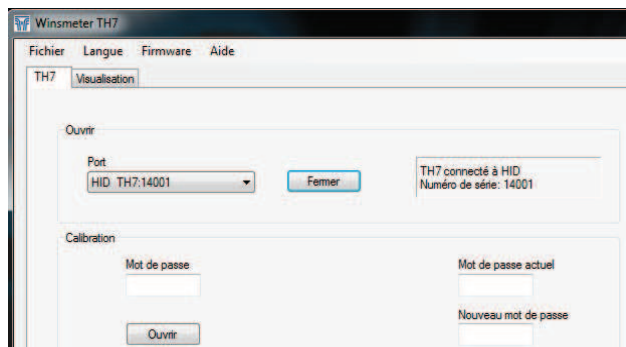 Winsmeter TH7
Fichier Langue Firmware Aide
TH7 Visualisation
Ouvrir
Port
HID TH7:14001 Fermer
TH7 connecté à HID
Numéro de série: 14001
Calibration
Mot de passe Mot de passe actuel
Nouveau mot de passe
Ouvrir